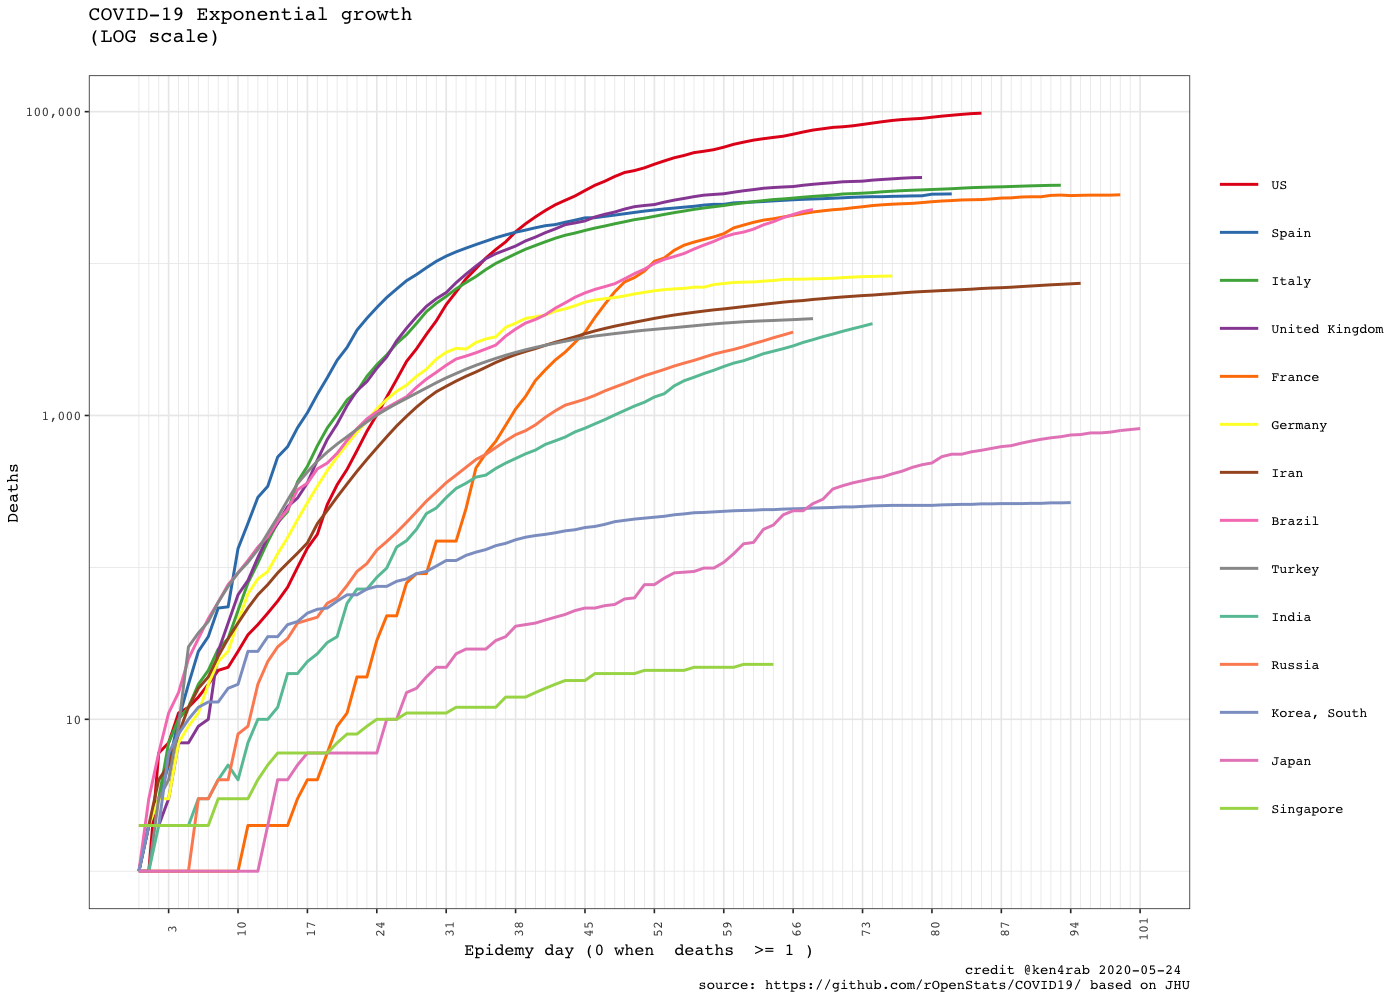 COVID-19 Exponential growth
(LOG scale)
100,000
1,000
10
Deaths
3 10 17 24 31 38 45 52 59 66 73 80 87 94 101
Epidemy day (0 when  deaths  >= 1 )
US
Spain
Italy
United Kingdom
France
Germany
Iran
Brazil
Turkey
India
Russia
Korea, South
Japan
Singapore
credit @ken4rab 2020-05-24
source: https://github.com/rOpenStats/COVID19/ based on JHU